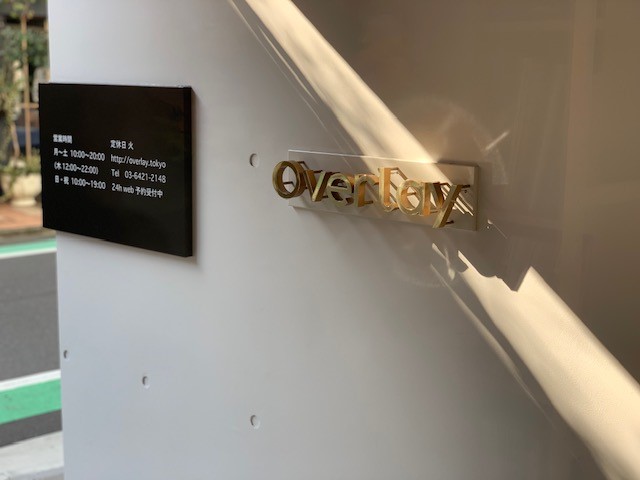 営業時間
月〜土 10:00〜20:00
(木 12:00〜22:00)
日・祝 10:00〜19:00
定休日 火
http://overlay.tokyo
Tel 03-6421-2148
24h web 予約受付中
overlay